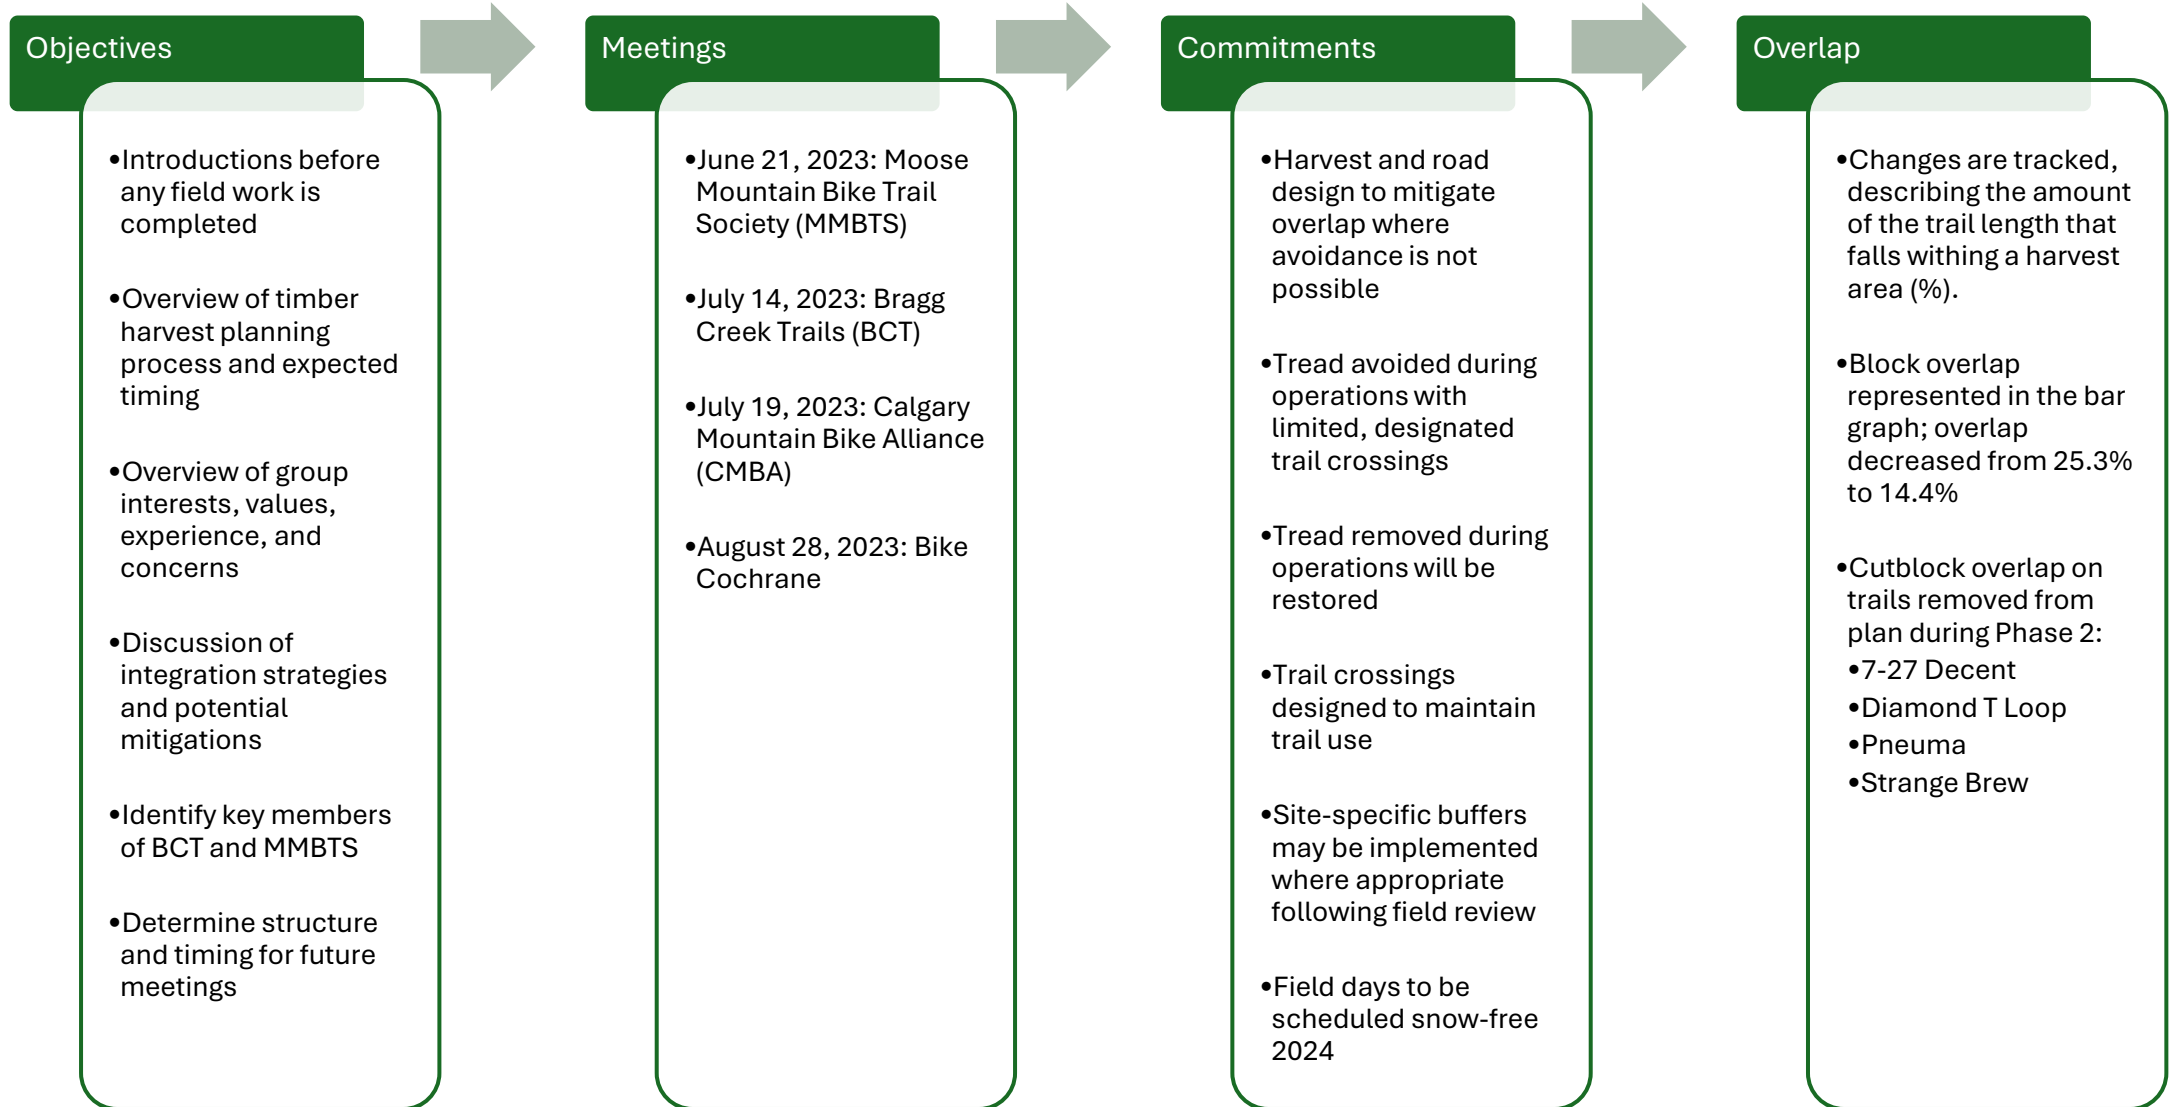 Objectives
•Introductions before
any field work is
completed
•Overview of timber
harvest planning
process and expected
timing
•Overview of group
interests, values,
experience, and
concerns
•Discussion of
integration strategies
and potential
mitigations
•Identify key members
of BCT and MMBTS
•Determine structure
and timing for future
meetings
Meetings
•June 21, 2023: Moose
Mountain Bike Trail
Society (MMBTS)
•July 14, 2023: Bragg
Creek Trails (BCT)
•July 19, 2023: Calgary
Mountain Bike Alliance
(CMBA)
•August 28, 2023: Bike
Cochrane
Commitments
•Harvest and road
design to mitigate
overlap where
avoidance is not
possible
•Tread avoided during
operations with
limited, designated
trail crossings
•Tread removed during
operations will be
restored
•Trail crossings
designed to maintain
trail use
•Site-specific buffers
may be implemented
where appropriate
following field review
•Field days to be
scheduled snow-free
2024
Overlap
•Changes are tracked,
describing the amount
of the trail length that
falls withing a harvest
area (%).
•Block overlap
represented in the bar
graph; overlap
decreased from 25.3%
to 14.4%
•Cutblock overlap on
trails removed from
plan during Phase 2:
•7-27 Decent
•Diamond T Loop
•Pneuma
•Strange Brew